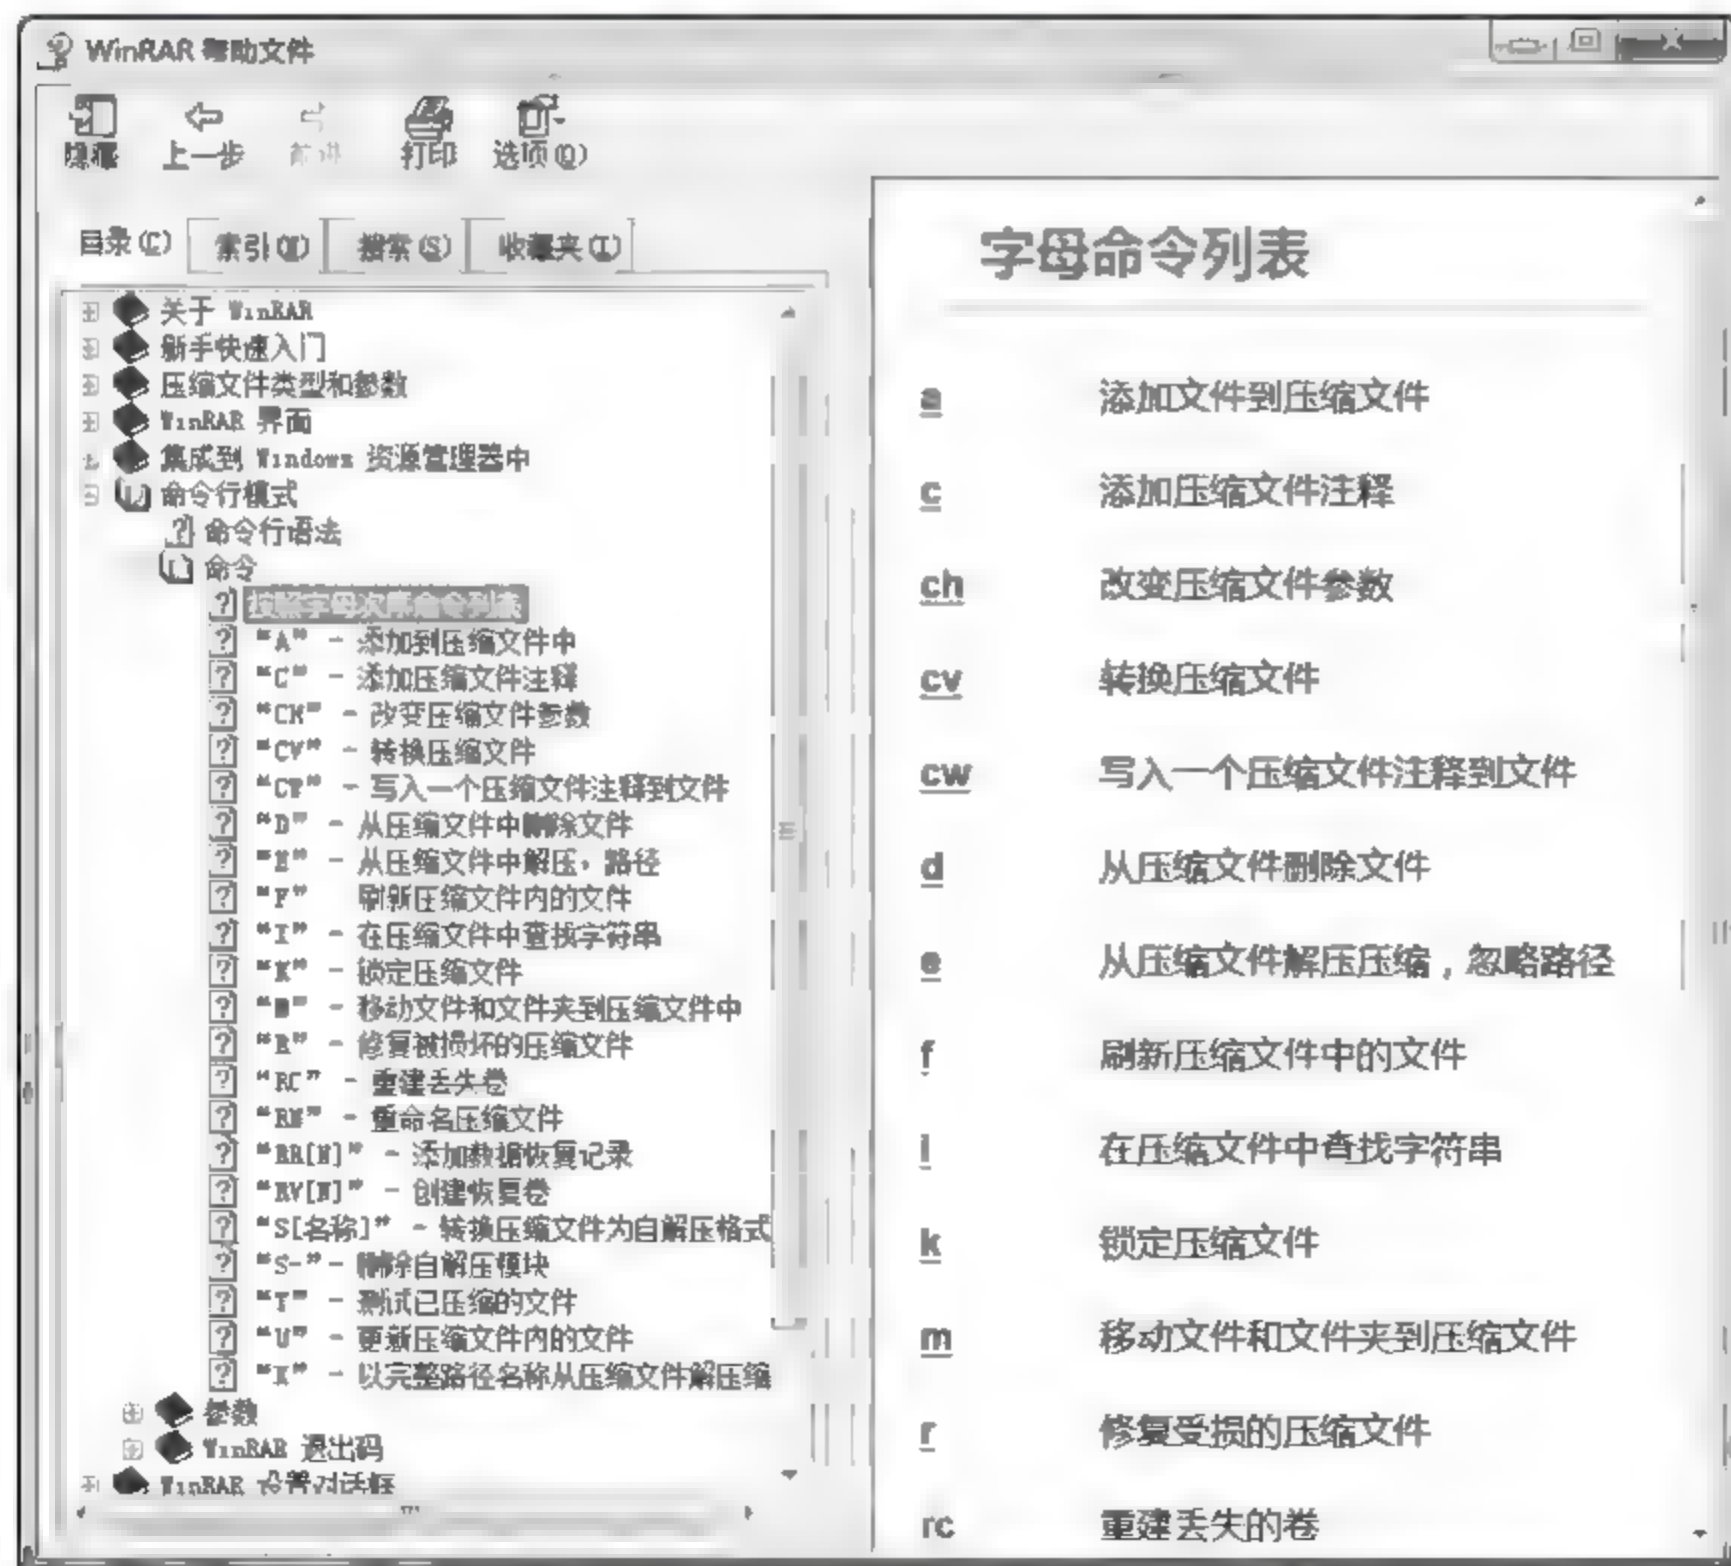 WinRAR 帮助文件
隐藏 上一步 前进 打印 选项(O)
目录(C) 索引(N) 搜索(S) 收藏夹(I)
关于 WinRAR
新手快速入门
压缩文件类型和参数
WinRAR 界面
集成到 Windows 资源管理器中
命令行模式
命令行语法
命令
按照字母次序命令列表
“A” - 添加到压缩文件中
“C” - 添加压缩文件注释
“CH” - 改变压缩文件参数
“CV” - 转换压缩文件
“CW” - 写入一个压缩文件注释到文件
“D” - 从压缩文件中删除文件
“E” - 从压缩文件中解压，路径
“F” 刷新压缩文件内的文件
“I” - 在压缩文件中查找字符串
“K” - 锁定压缩文件
“M” - 移动文件和文件夹到压缩文件中
“R” - 修复被损坏的压缩文件
“RC” - 重建丢失卷
“RN” - 重命名压缩文件
“RR[N]” - 添加数据恢复记录
“RV[N]” - 创建恢复卷
“S[名称]” - 转换压缩文件为自解压格式
“S-” - 删除自解压模块
“T” - 测试已压缩的文件
“U” - 更新压缩文件内的文件
“X” - 以完整路径名称从压缩文件解压缩
参数
WinRAR 退出码
WinRAR 设置对话框
字母命令列表
a 添加文件到压缩文件
c 添加压缩文件注释
ch 改变压缩文件参数
cv 转换压缩文件
cw 写入一个压缩文件注释到文件
d 从压缩文件删除文件
e 从压缩文件解压压缩，忽略路径
f 刷新压缩文件中的文件
i 在压缩文件中查找字符串
k 锁定压缩文件
m 移动文件和文件夹到压缩文件
r 修复受损的压缩文件
rc 重建丢失的卷